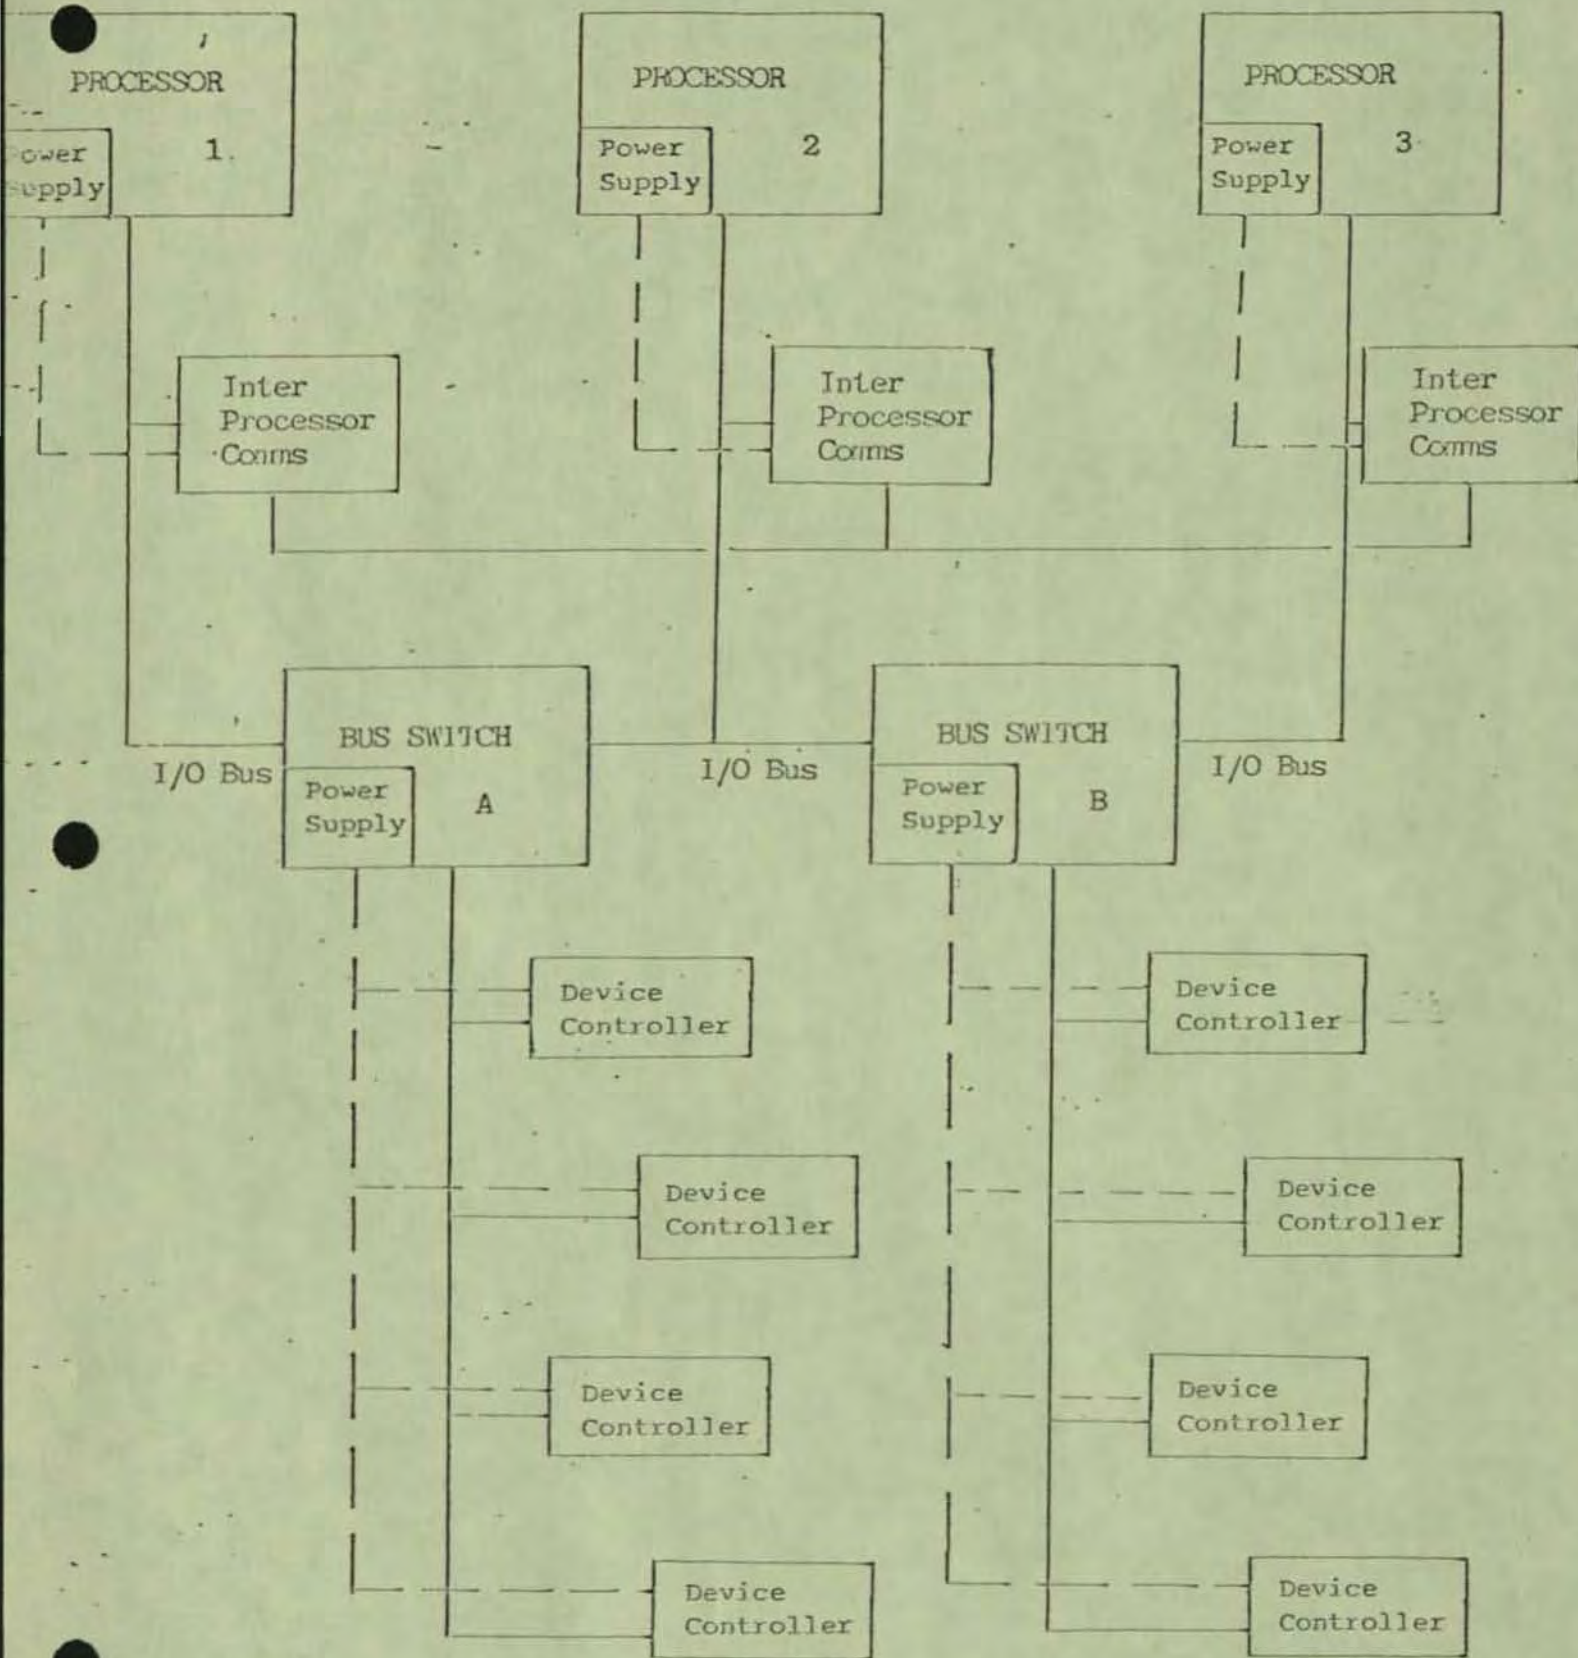 PROCESSOR
1.
Power
Supply
PROCESSOR
2
Power
Supply
PROCESSOR
3
Power
Supply
Inter
Processor
Comms
Inter
Processor
Comms
Inter
Processor
Comms
BUS SWITCH
A
Power
Supply
BUS SWITCH
B
Power
Supply
I/O Bus
I/O Bus
I/O Bus
Device
Controller
Device
Controller
Device
Controller
Device
Controller
Device
Controller
Device
Controller
Device
Controller
Device
Controller